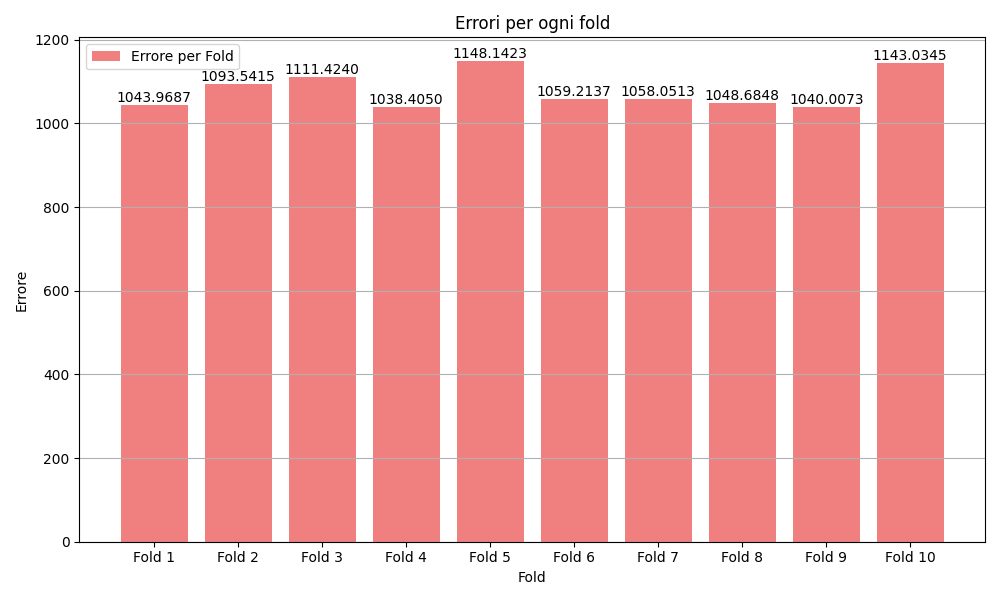 Errori per ogni fold
Errore per Fold
1043.9687
1093.5415
1111.4240
1038.4050
1148.1423
1059.2137
1058.0513
1048.6848
1040.0073
1143.0345
Errore
1200
1000
800
600
400
200
0
Fold 1
Fold 2
Fold 3
Fold 4
Fold 5
Fold 6
Fold 7
Fold 8
Fold 9
Fold 10
Fold